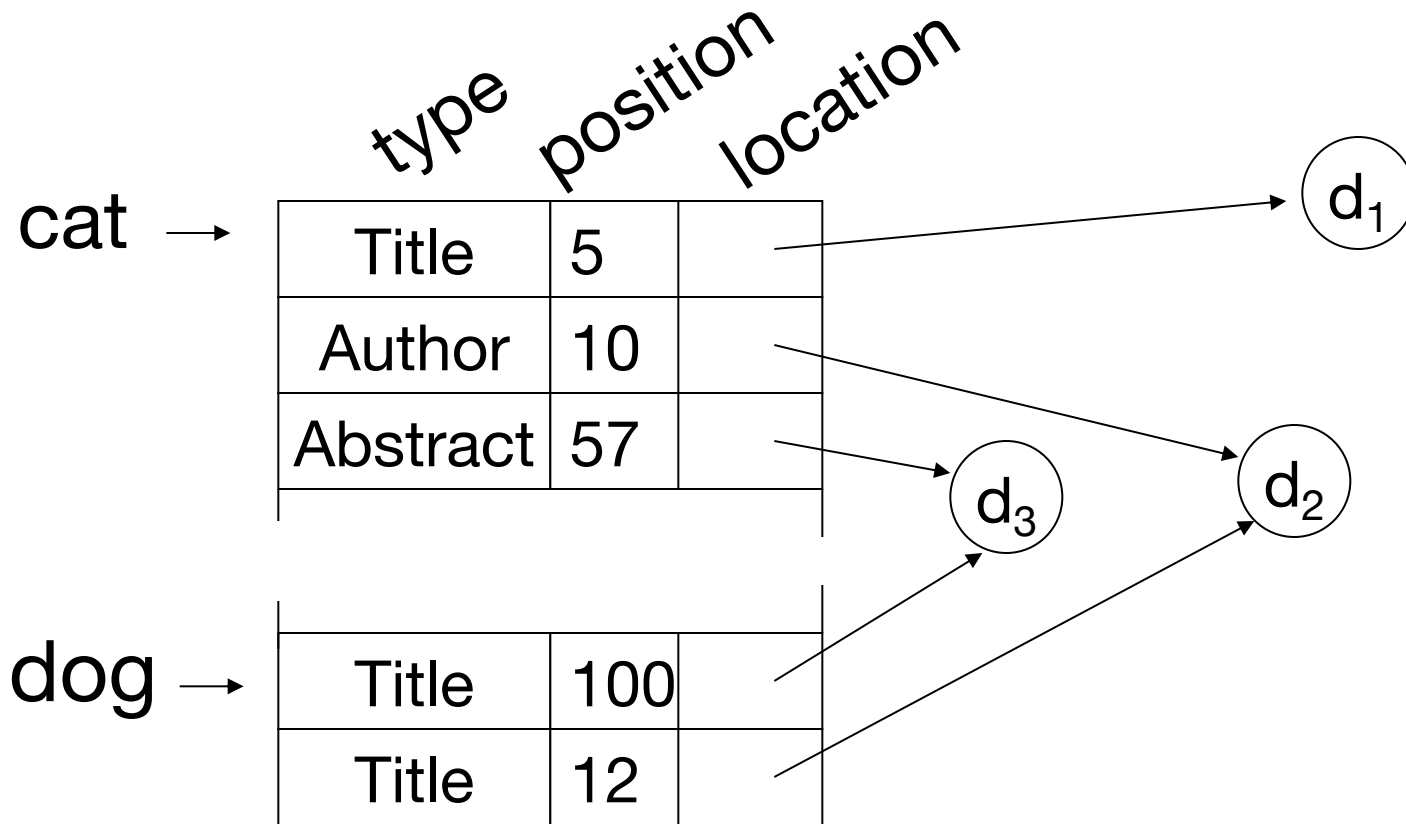 type position location
cat Title 5 d₁
Author 10
Abstract 57 d₃ d₂
dog Title 100
Title 12